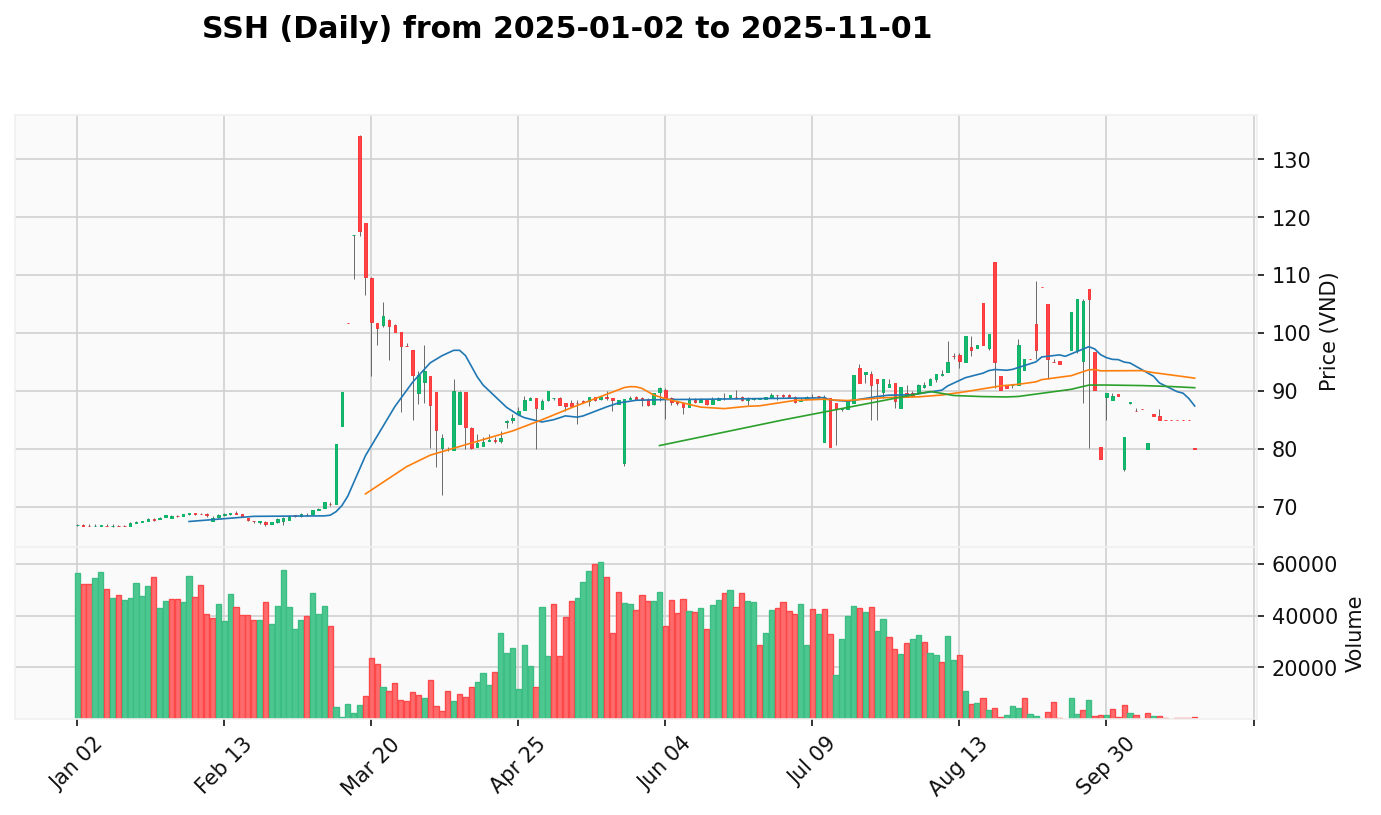 SSH (Daily) from 2025-01-02 to 2025-11-01
130
120
110
100
90
80
70
Price (VND)
60000
40000
20000
Volume
Jan 02
Feb 13
Mar 20
Apr 25
Jun 04
Jul 09
Aug 13
Sep 30